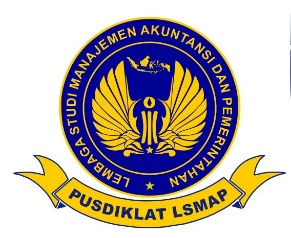 LEMBAGA STUDI MANAJEMEN AKUNTANSI DAN PEMERINTAHAN
PUSDIKLAT LSMAP